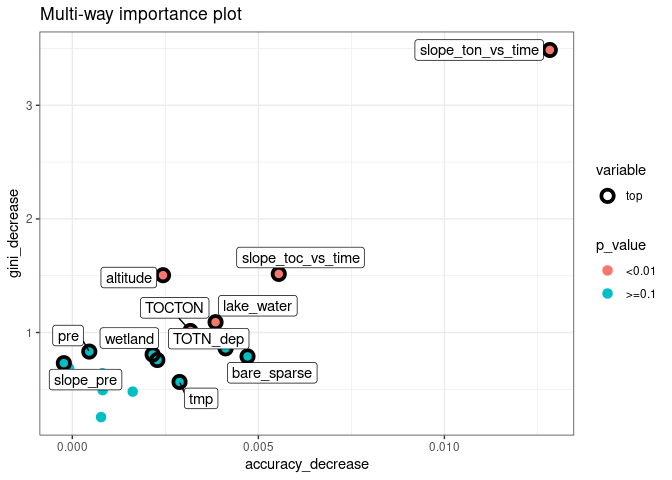 Multi-way importance plot
slope_ton_vs_time
3
variable
top
2
gini_decrease
p_value
slope_toc_vs_time
<0.01
altitude
>=0.1
TOCTON
lake_water
1
pre
wetland
TOTN_dep
slope_pre
bare_sparse
tmp
0.000
0.005
0.010
accuracy_decrease